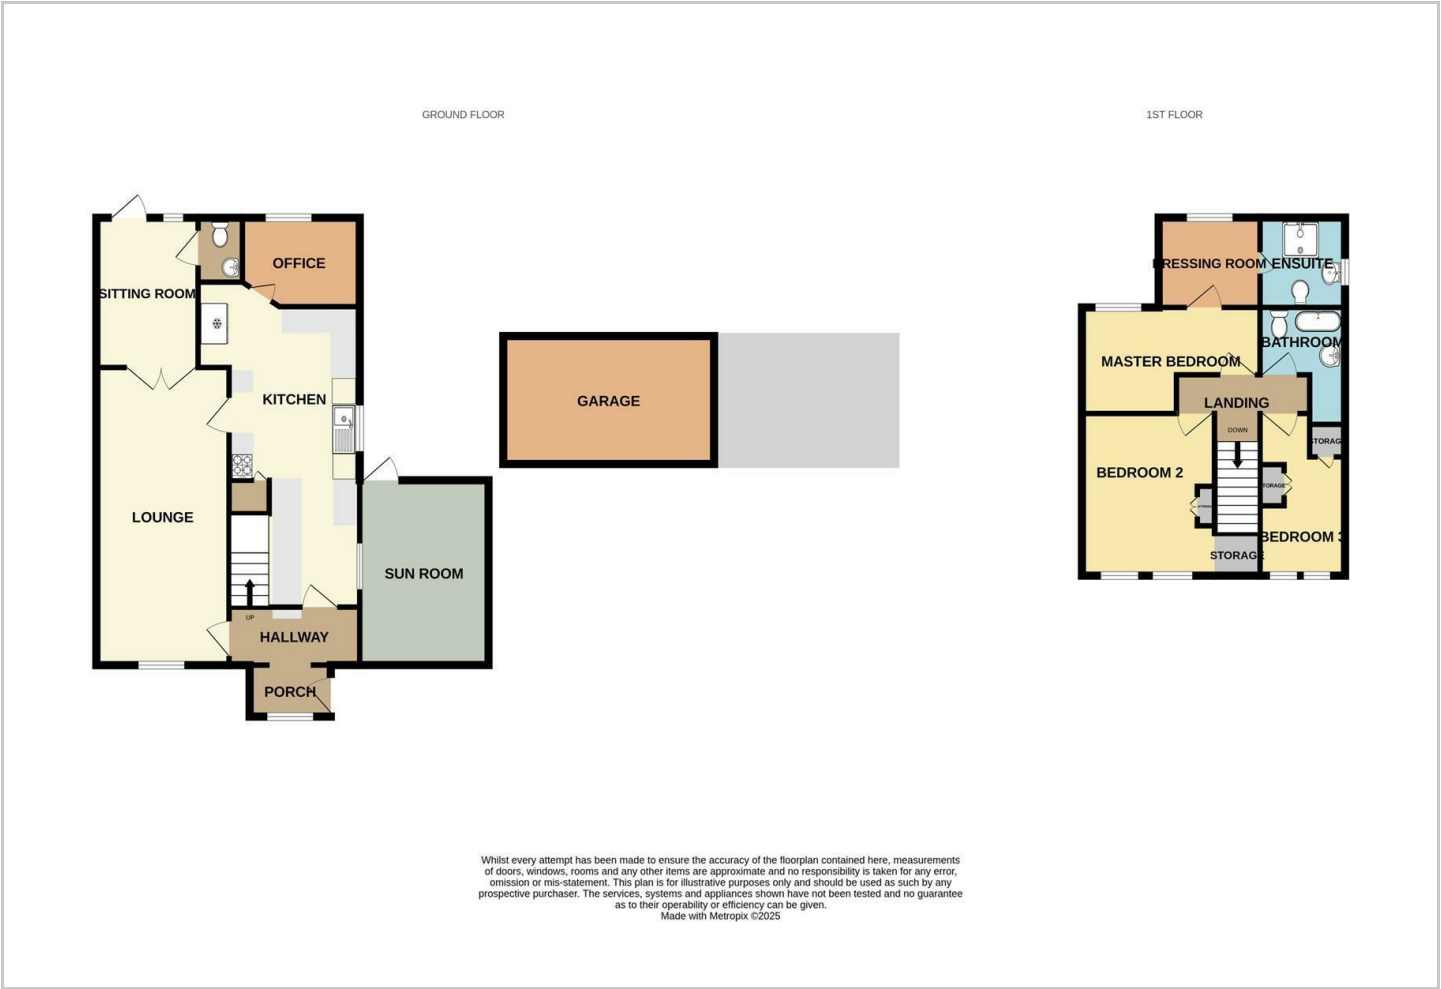 GROUND FLOOR
1ST FLOOR
OFFICE
SITTING ROOM
KITCHEN
LOUNGE
SUN ROOM
UP
HALLWAY
PORCH
GARAGE
DRESSING ROOM
ENSUITE
BATHROOM
MASTER BEDROOM
LANDING
DOWN
STORAGE
BEDROOM 2
STORAGE
STORAGE
BEDROOM 3
STORAGE
Whilst every attempt has been made to ensure the accuracy of the floorplan contained here, measurements
of doors, windows, rooms and any other items are approximate and no responsibility is taken for any error,
omission or mis-statement. This plan is for illustrative purposes only and should be used as such by any
prospective purchaser. The services, systems and appliances shown have not been tested and no guarantee
as to their operability or efficiency can be given.
Made with Metropix ©2025